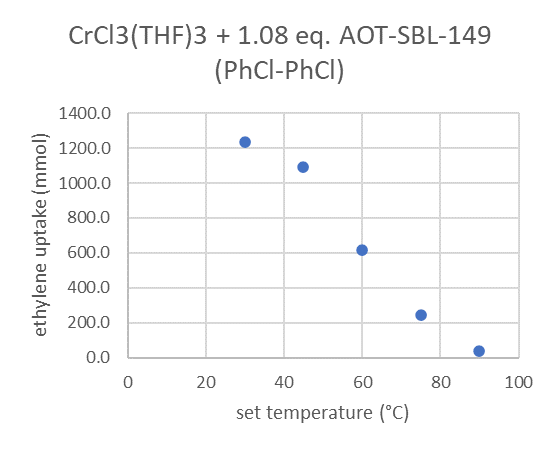 CrCl3(THF)3 + 1.08 eq. AOT-SBL-149
(PhCl-PhCl)
ethylene uptake (mmol)
1400.0
1200.0
1000.0
800.0
600.0
400.0
200.0
0.0
0 20 40 60 80 100
set temperature (°C)